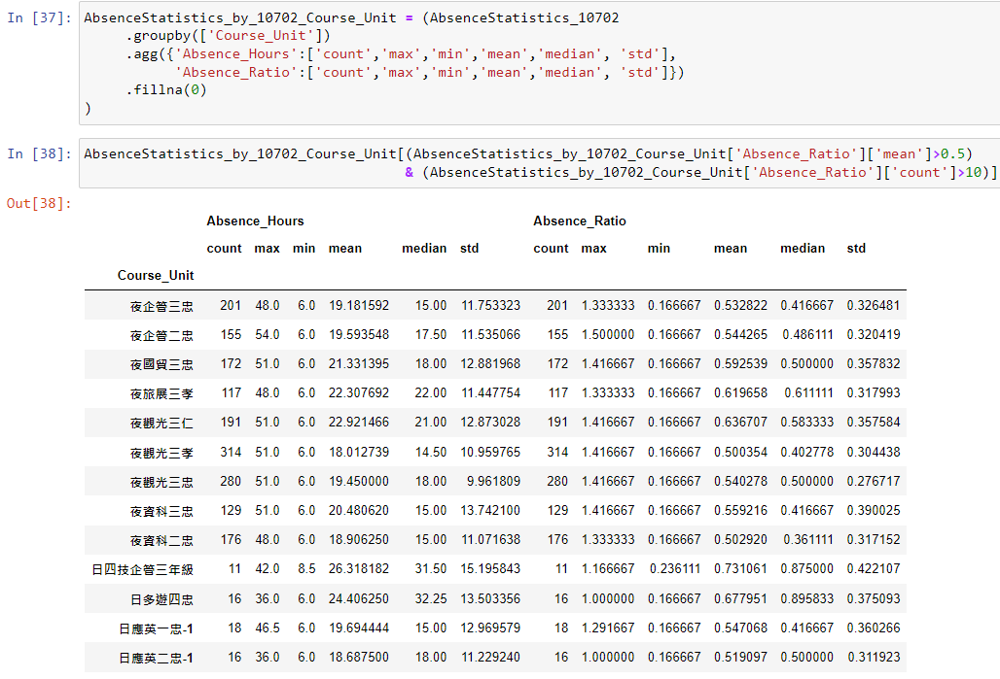 In [37]: AbsenceStatistics_by_10702_Course_Unit = (AbsenceStatistics_10702
.groupby(['Course_Unit'])
.agg({'Absence_Hours':['count','max','min','mean','median', 'std'],
'Absence_Ratio':['count','max','min','mean','median', 'std']})
.fillna(0)
)
In [38]: AbsenceStatistics_by_10702_Course_Unit[(AbsenceStatistics_by_10702_Course_Unit['Absence_Ratio']['mean']>0.5)
& (AbsenceStatistics_by_10702_Course_Unit['Absence_Ratio']['count']>10)]
Out[38]:
Absence_Hours Absence_Ratio
count max min mean median std count max min mean median std
Course_Unit
夜企管三忠 201 48.0 6.0 19.181592 15.00 11.753323 201 1.333333 0.166667 0.532822 0.416667 0.326481
夜企管二忠 155 54.0 6.0 19.593548 17.50 11.535066 155 1.500000 0.166667 0.544265 0.486111 0.320419
夜國貿三忠 172 51.0 6.0 21.331395 18.00 12.881968 172 1.416667 0.166667 0.592539 0.500000 0.357832
夜旅展三孝 117 48.0 6.0 22.307692 22.00 11.447754 117 1.333333 0.166667 0.619658 0.611111 0.317993
夜觀光三仁 191 51.0 6.0 22.921466 21.00 12.873028 191 1.416667 0.166667 0.636707 0.583333 0.357584
夜觀光三孝 314 51.0 6.0 18.012739 14.50 10.959765 314 1.416667 0.166667 0.500354 0.402778 0.304438
夜觀光三忠 280 51.0 6.0 19.450000 18.00 9.961809 280 1.416667 0.166667 0.540278 0.500000 0.276717
夜資科三忠 129 51.0 6.0 20.480620 15.00 13.742100 129 1.416667 0.166667 0.559216 0.416667 0.390025
夜資科二忠 176 48.0 6.0 18.906250 15.00 11.071638 176 1.333333 0.166667 0.502920 0.361111 0.317152
日四技企管三年級 11 42.0 8.5 26.318182 31.50 15.195843 11 1.166667 0.236111 0.731061 0.875000 0.422107
日多遊四忠 16 36.0 6.0 24.406250 32.25 13.503356 16 1.000000 0.166667 0.677951 0.895833 0.375093
日應英一忠-1 18 46.5 6.0 19.694444 15.00 12.969579 18 1.291667 0.166667 0.547068 0.416667 0.360266
日應英二忠-1 16 36.0 6.0 18.687500 18.00 11.229240 16 1.000000 0.166667 0.519097 0.500000 0.311923